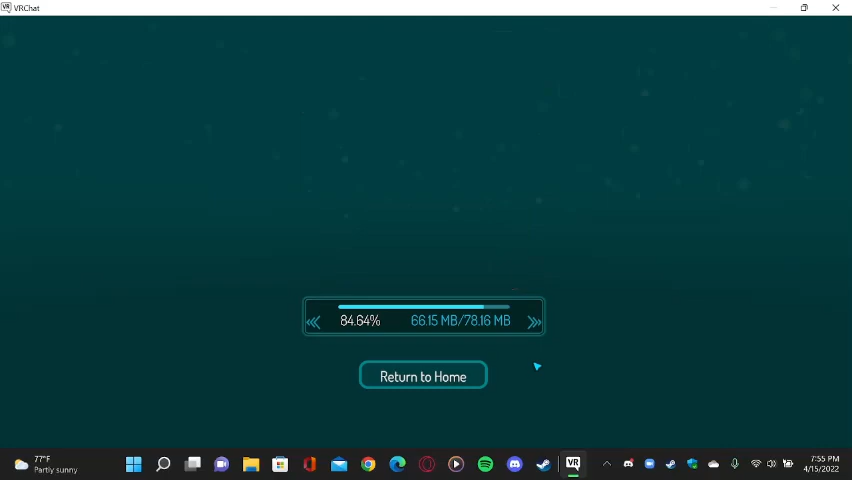 VRChat
84.64% 66.15 MB/78.16 MB
Return to Home
77°F
Partly sunny
VR
7:55 PM
4/15/2022